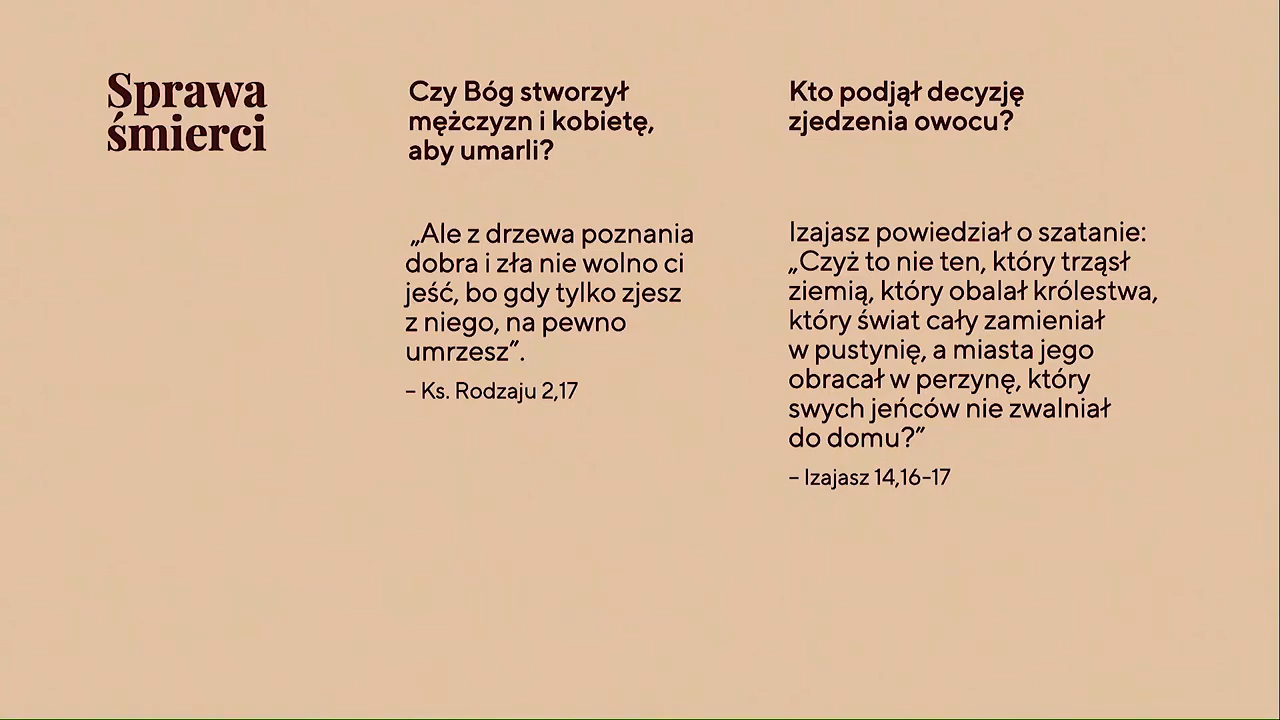 Sprawa
śmierci
Czy Bóg stworzył
mężczyzn i kobietę,
aby umarli?
„Ale z drzewa poznania
dobra i zła nie wolno ci
jeść, bo gdy tylko zjesz
z niego, na pewno
umrzesz”.
– Ks. Rodzaju 2,17
Kto podjął decyzję
zjedzenia owocu?
Izajasz powiedział o szatanie:
„Czyż to nie ten, który trząsł
ziemią, który obalał królestwa,
który świat cały zamieniał
w pustynię, a miasta jego
obracał w perzynę, który
swych jeńców nie zwalniał
do domu?”
– Izajasz 14,16-17